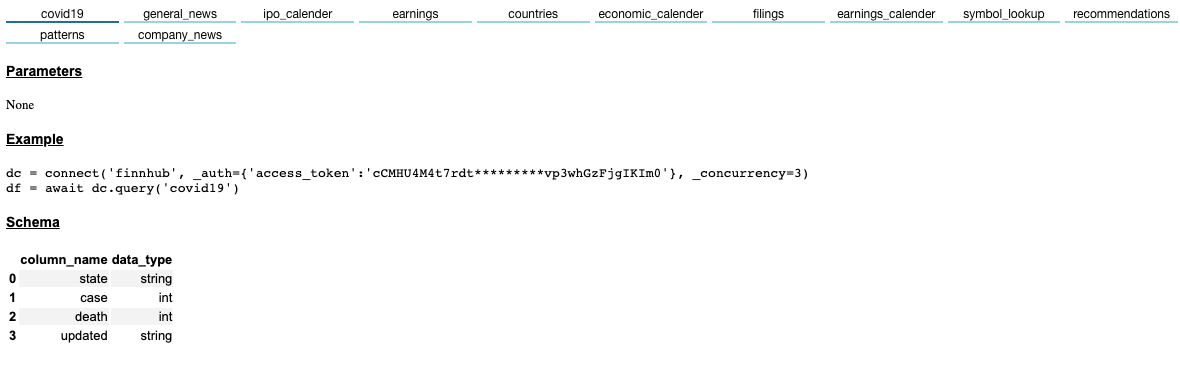 covid19 general_news ipo_calender earnings countries economic_calender filings earnings_calender symbol_lookup recommendations
patterns company_news
Parameters
None
Example
dc = connect('finnhub', _auth={'access_token':'cCMHU4M4t7rdt*********vp3whGzFjgIKIm0'}, _concurrency=3)
df = await dc.query('covid19')
Schema
column_name data_type
0 state string
1 case int
2 death int
3 updated string